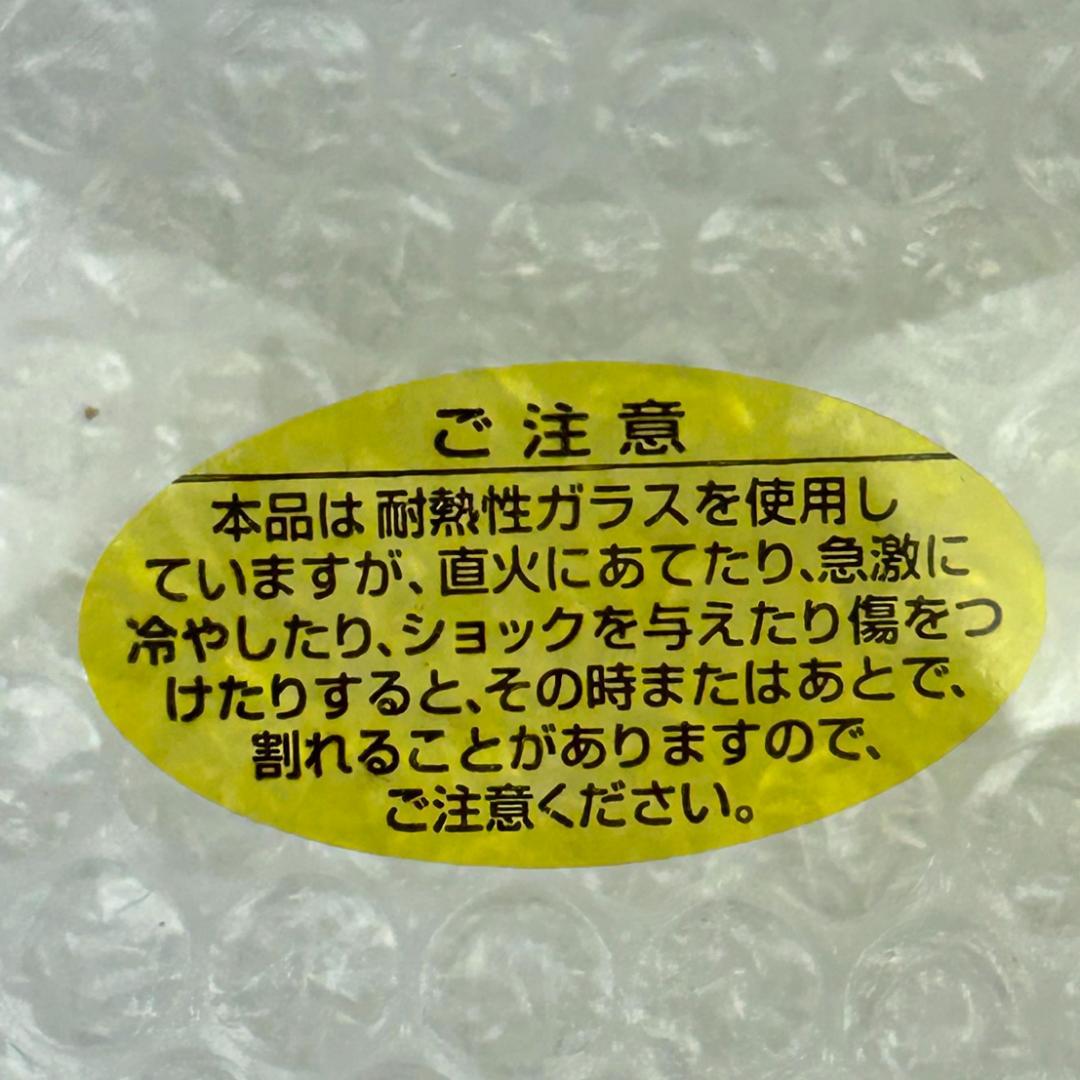 ご注意
本品は耐熱性ガラスを使用し
ていますが、直火にあてたり、急激に
冷やしたり、ショックを与えたり傷をつ
けたりすると、その時またはあとで、
割れることがありますので、
ご注意ください。